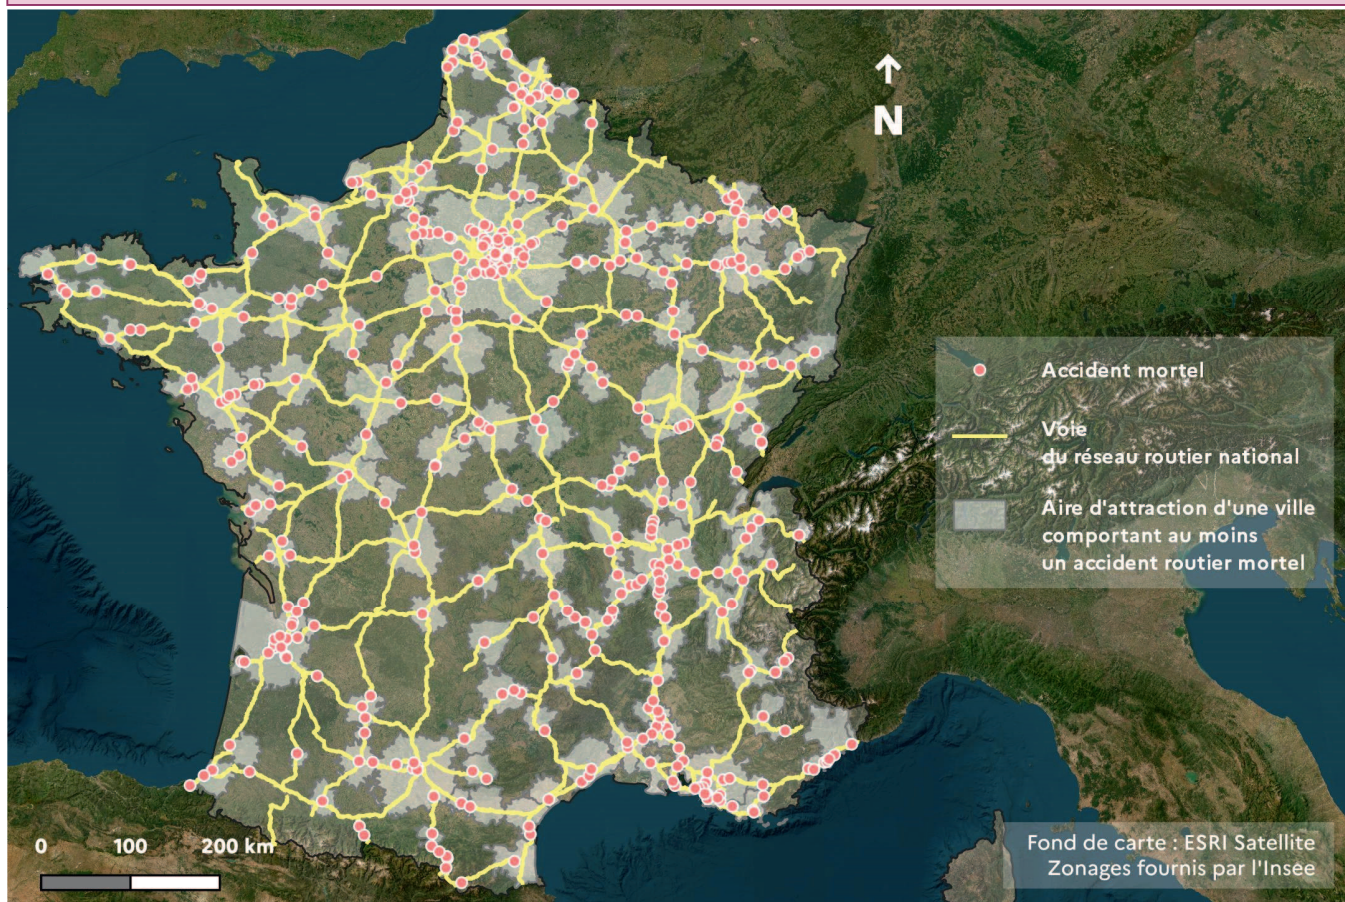 N
Accident mortel
Voie
du réseau routier national
Aire d'attraction d'une ville
comportant au moins
un accident routier mortel
0 100 200 km
Fond de carte : ESRI Satellite
Zonages fournis par l'Insee